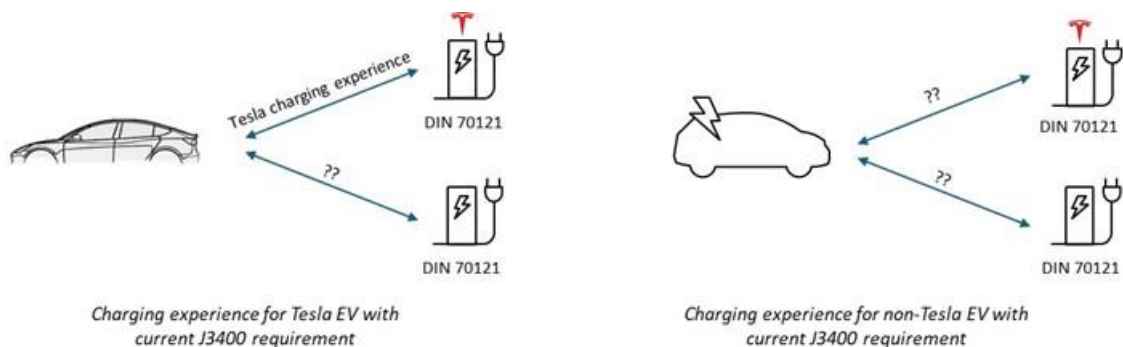 Tesla charging experience
DIN 70121
??
DIN 70121
Charging experience for Tesla EV with
current J3400 requirement
??
DIN 70121
??
DIN 70121
Charging experience for non-Tesla EV with
current J3400 requirement